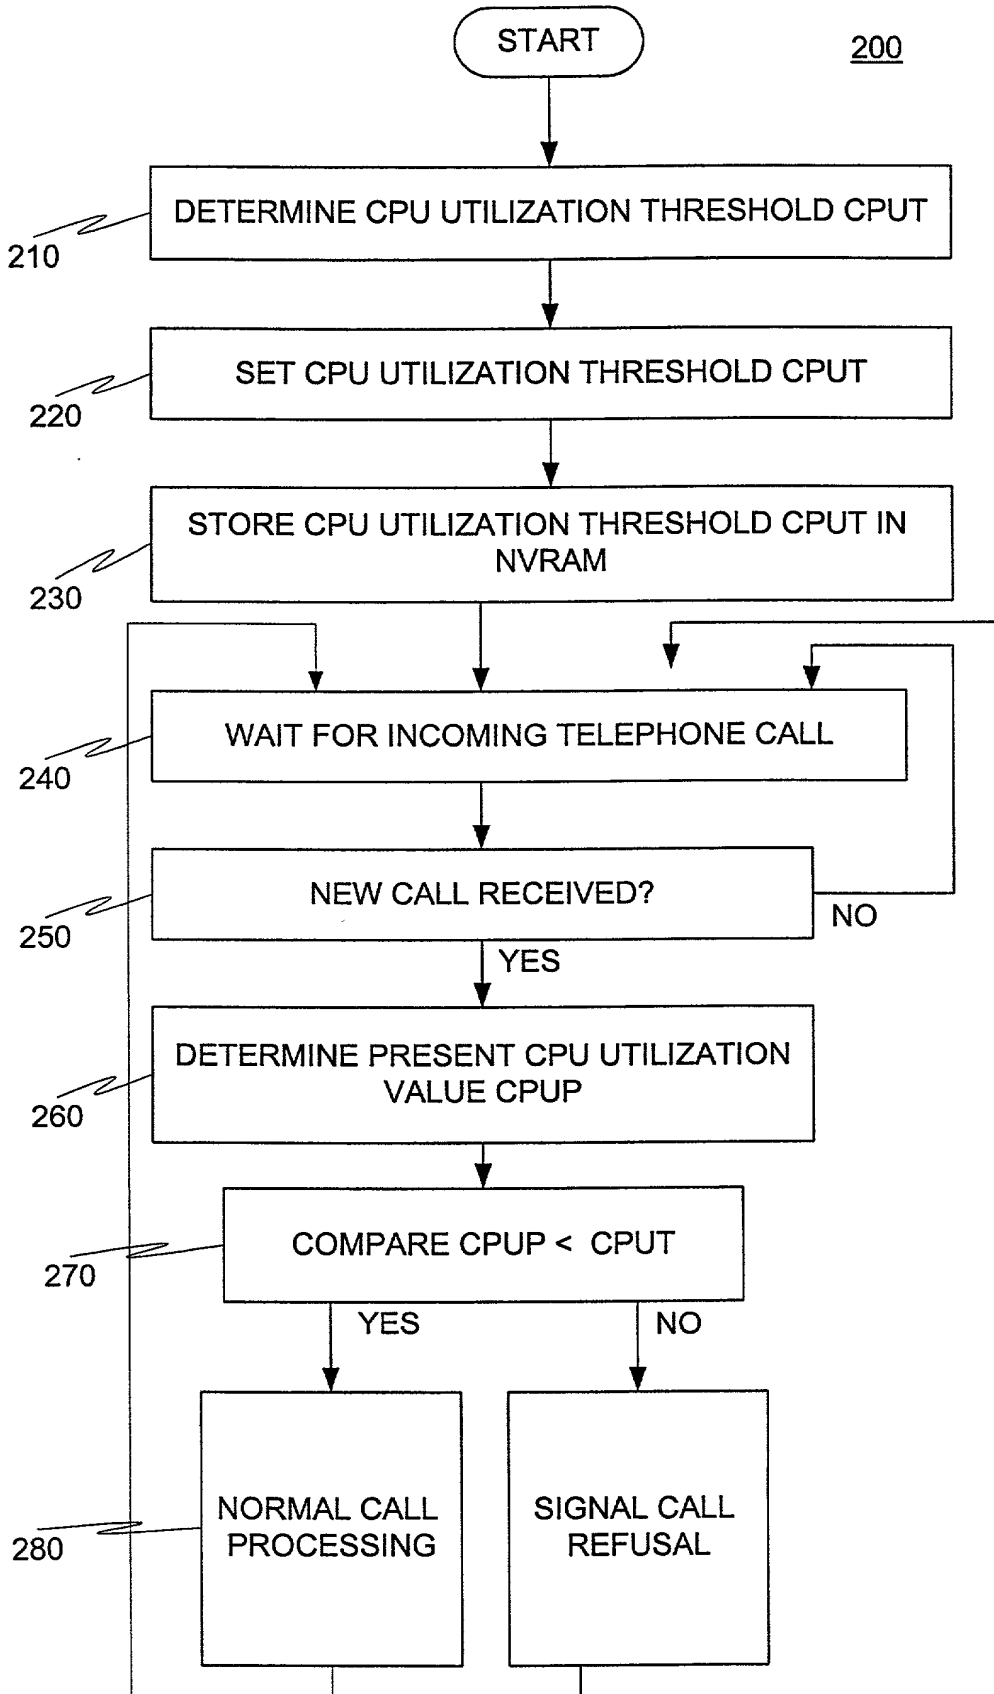 START
200
DETERMINE CPU UTILIZATION THRESHOLD CPUT
210
SET CPU UTILIZATION THRESHOLD CPUT
220
STORE CPU UTILIZATION THRESHOLD CPUT IN
NVRAM
230
WAIT FOR INCOMING TELEPHONE CALL
240
NEW CALL RECEIVED?
NO
250
YES
DETERMINE PRESENT CPU UTILIZATION
VALUE CPUP
260
COMPARE CPUP < CPUT
270
YES
NO
NORMAL CALL
PROCESSING
SIGNAL CALL
REFUSAL
280